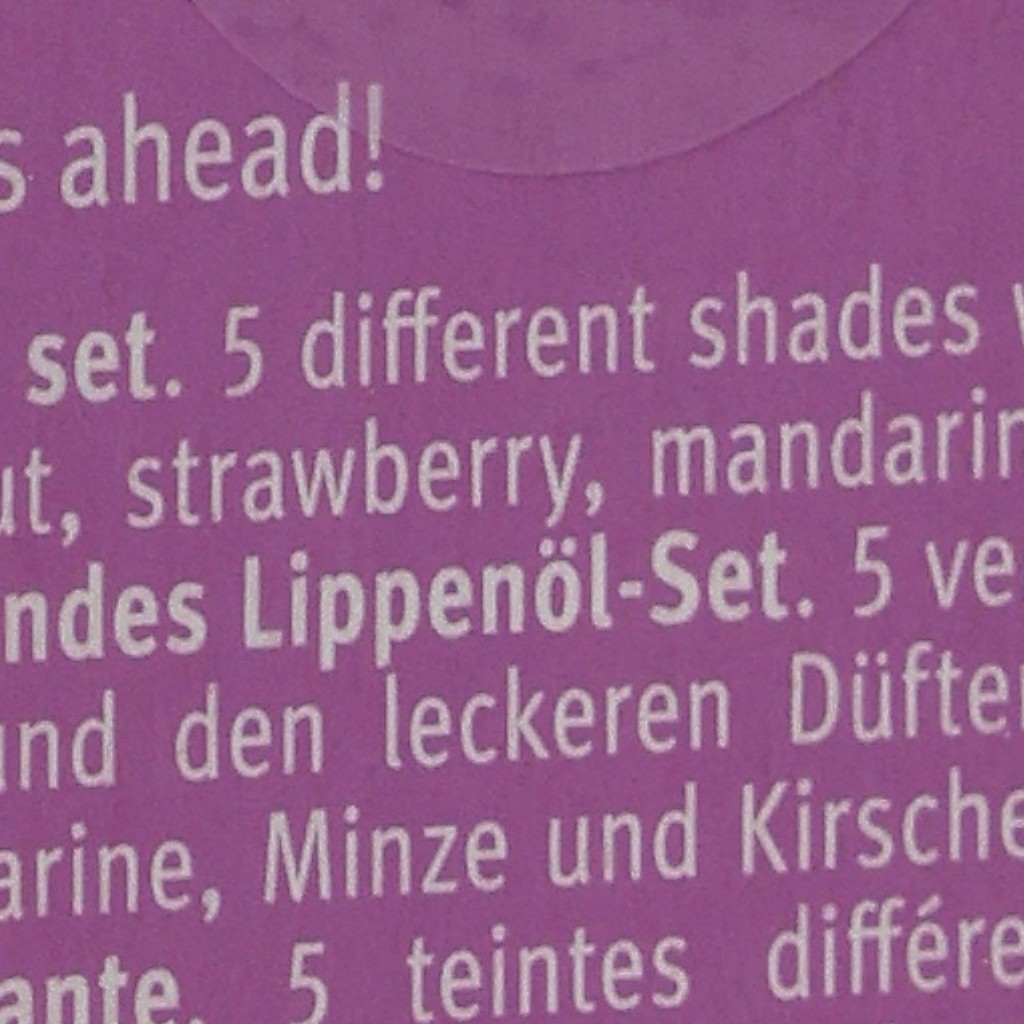 s ahead!
set. 5 different shades
ut, strawberry, mandarin
ndes Lippenöl-Set. 5 ve
und den leckeren Düften
arine, Minze und Kirsche
ante. 5 teintes différe